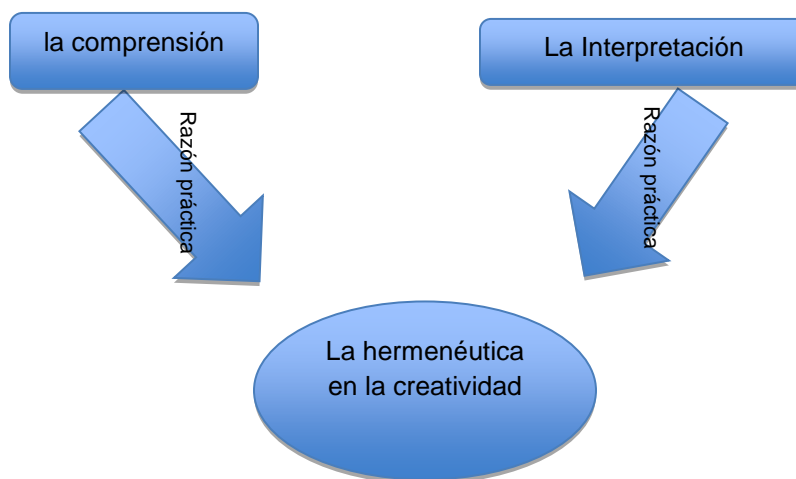 la comprensión
La Interpretación
Razón práctica
Razón práctica
La hermenéutica
en la creatividad